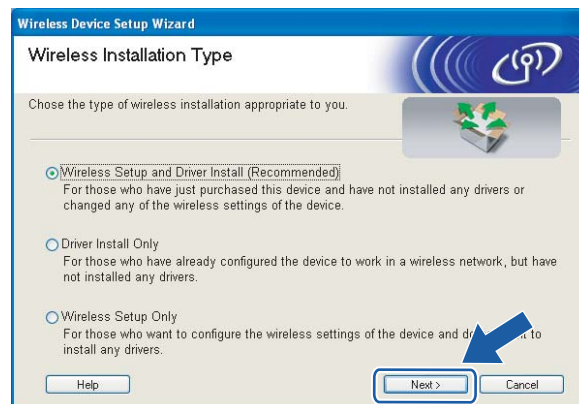 Wireless Device Setup Wizard
Wireless Installation Type
Chose the type of wireless installation appropriate to you.
Wireless Setup and Driver Install (Recommended)
For those who have just purchased this device and have not installed any drivers or
changed any of the wireless settings of the device.
Driver Install Only
For those who have already configured the device to work in a wireless network, but have
not installed any drivers.
Wireless Setup Only
For those who want to configure the wireless settings of the device and to
install any drivers.
Help
Next >
Cancel